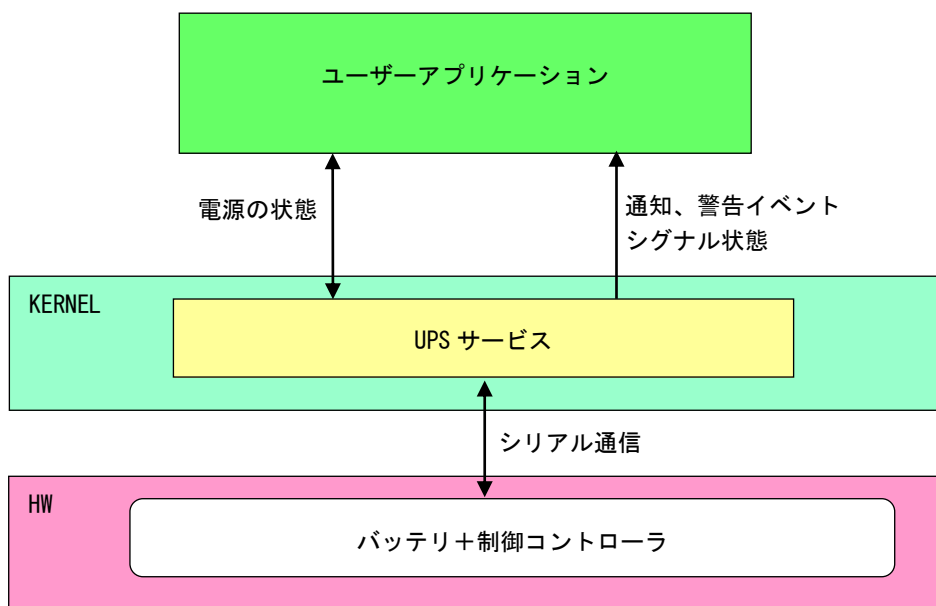 ユーザーアプリケーション
電源の状態
通知、警告イベント
シグナル状態
KERNEL
UPS サービス
シリアル通信
HW
バッテリ＋制御コントローラ